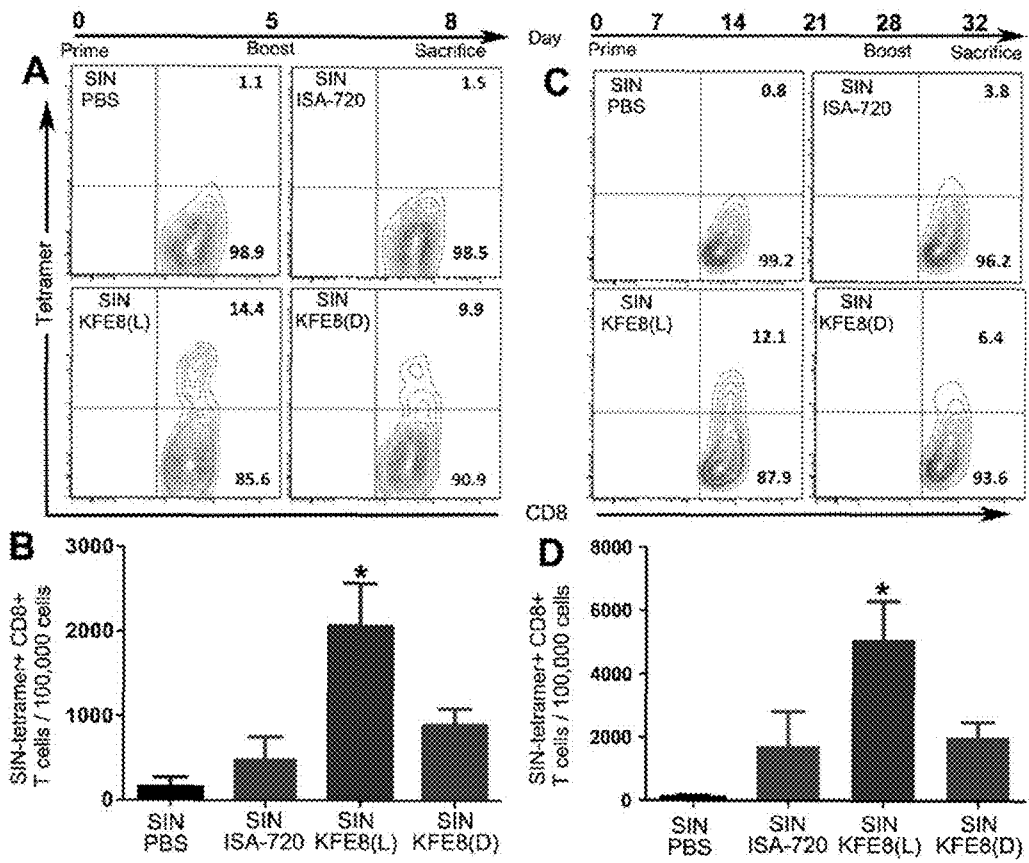 0 5 8
Prime Boost Sacrifice
Day
0 7 14 21 28 32
Prime Boost Sacrifice
A
SIN PBS
1.1
98.9
SIN ISA-720
1.5
98.5
SIN KFE8(L)
14.4
85.6
SIN KFE8(D)
9.9
90.9
Tetramer
C
SIN PBS
0.8
99.2
SIN ISA-720
3.8
96.2
SIN KFE8(L)
12.1
87.9
SIN KFE8(D)
6.4
93.6
CD8
B
SIN-tetramer+ CD8+
T cells / 100,000 cells
3000
2000
1000
0
*
SIN PBS
SIN ISA-720
SIN KFE8(L)
SIN KFE8(D)
D
SIN-tetramer+ CD8+
T cells / 100,000 cells
8000
6000
4000
2000
0
*
SIN PBS
SIN ISA-720
SIN KFE8(L)
SIN KFE8(D)